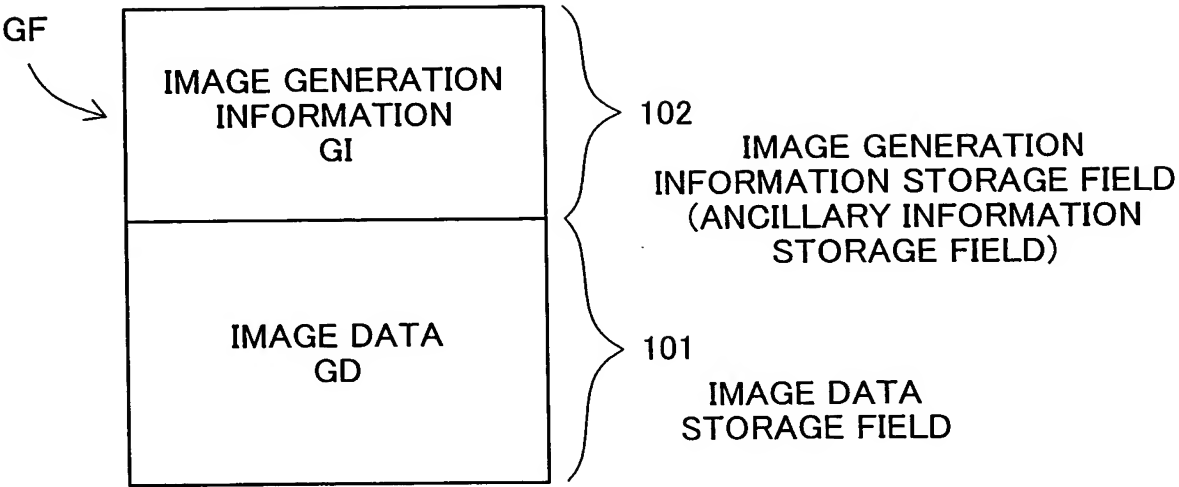 GF
IMAGE GENERATION
INFORMATION
GI
102
IMAGE GENERATION
INFORMATION STORAGE FIELD
(ANCILLARY INFORMATION
STORAGE FIELD)
IMAGE DATA
GD
101
IMAGE DATA
STORAGE FIELD